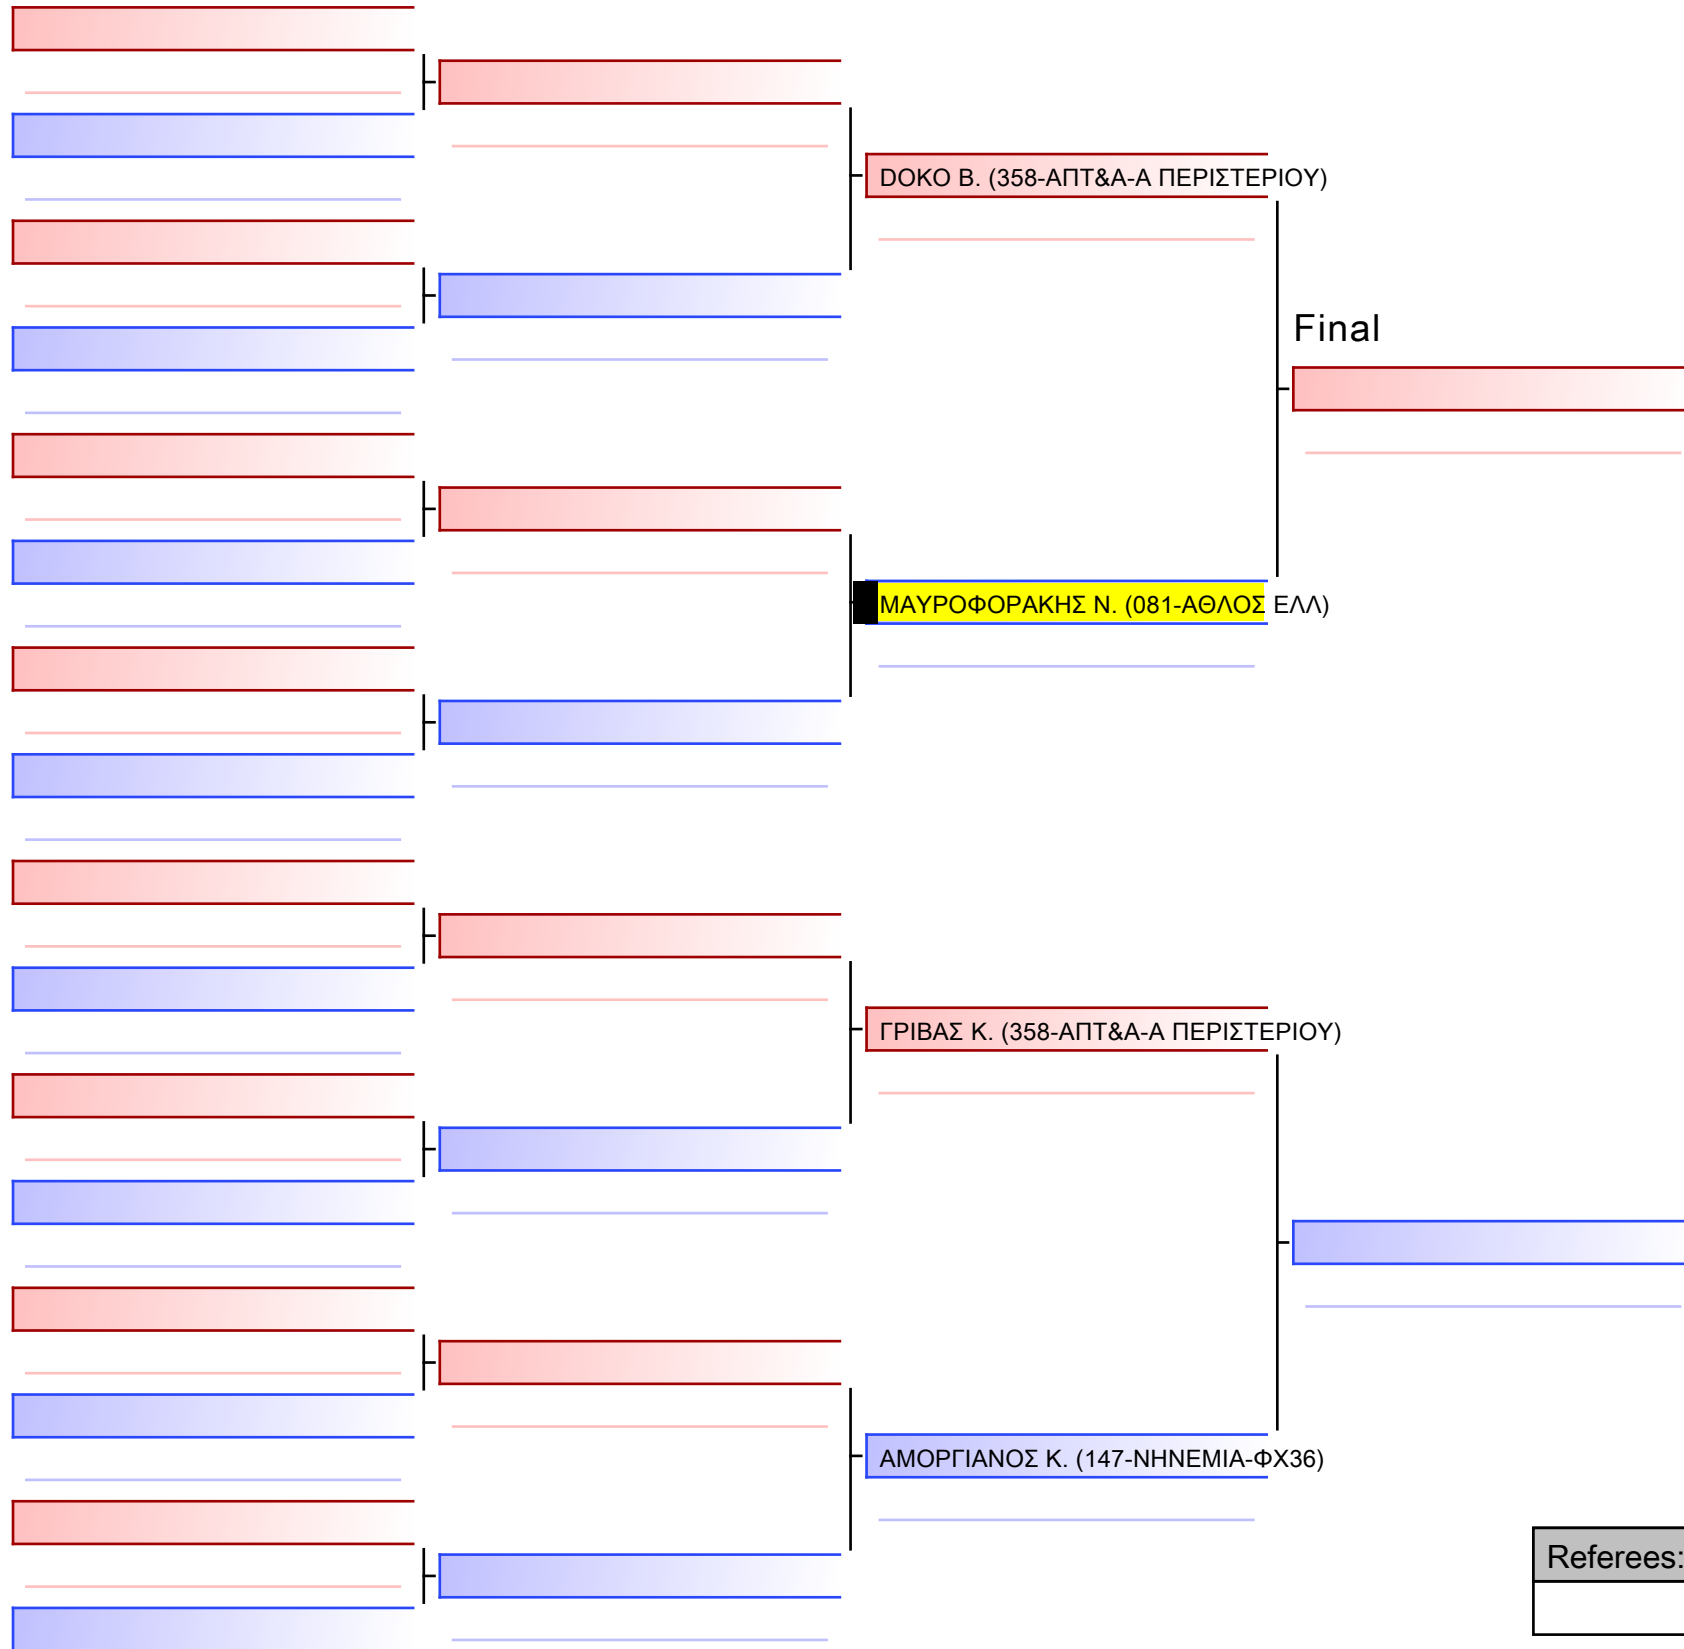 DOKO B. (358-ΑΠΤ&Α-Α ΠΕΡΙΣΤΕΡΙΟΥ)
Final
ΜΑΥΡΟΦΟΡΑΚΗΣ Ν. (081-ΑΘΛΟΣ ΕΛΛ)
ΓΡΙΒΑΣ Κ. (358-ΑΠΤ&Α-Α ΠΕΡΙΣΤΕΡΙΟΥ)
ΑΜΟΡΓΙΑΝΟΣ Κ. (147-ΝΗΝΕΜΙΑ-ΦΧ36)
Referees: